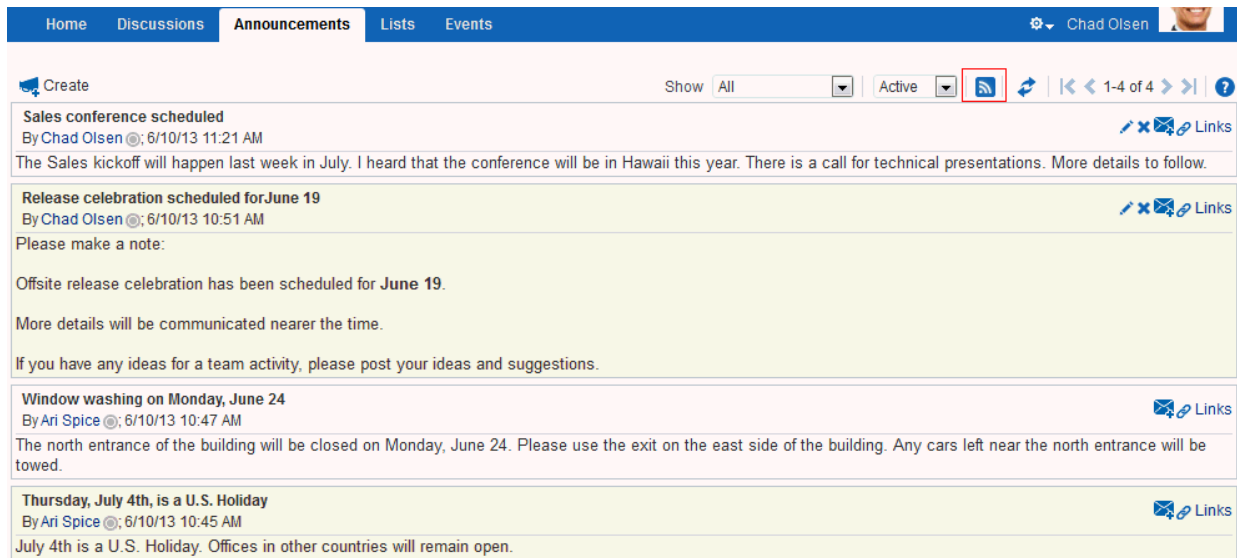 Home Discussions Announcements Lists Events Chad Olsen
Create Show All Active 1-4 of 4 ?
Sales conference scheduled
By Chad Olsen ; 6/10/13 11:21 AM Links
The Sales kickoff will happen last week in July. I heard that the conference will be in Hawaii this year. There is a call for technical presentations. More details to follow.
Release celebration scheduled forJune 19
By Chad Olsen ; 6/10/13 10:51 AM Links
Please make a note:
Offsite release celebration has been scheduled for June 19.
More details will be communicated nearer the time.
If you have any ideas for a team activity, please post your ideas and suggestions.
Window washing on Monday, June 24
By Ari Spice ; 6/10/13 10:47 AM Links
The north entrance of the building will be closed on Monday, June 24. Please use the exit on the east side of the building. Any cars left near the north entrance will be
towed.
Thursday, July 4th, is a U.S. Holiday
By Ari Spice ; 6/10/13 10:45 AM Links
July 4th is a U.S. Holiday. Offices in other countries will remain open.